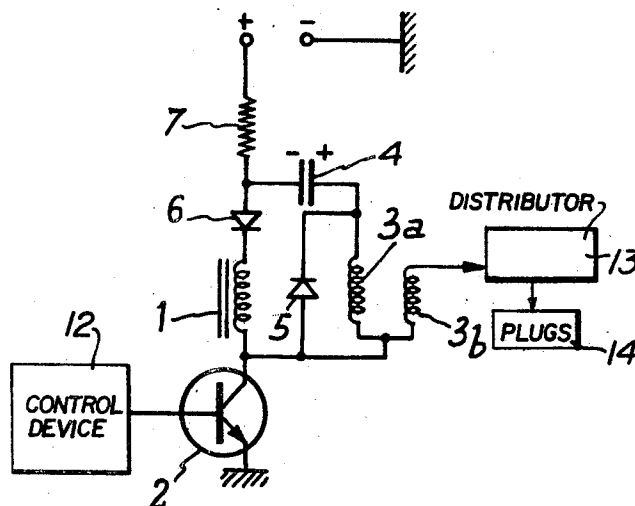 + -
7
- + 4
6
DISTRIBUTOR
3a
13
1
5
3b
12
PLUGS
14
CONTROL
DEVICE
2